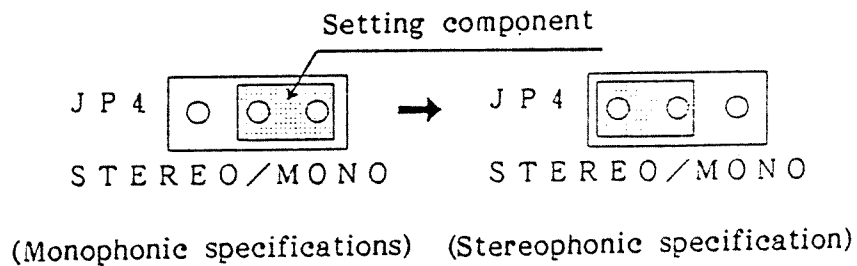 Setting component
JP4 JP4
STEREO/MONO STEREO/MONO
(Monophonic specifications) (Stereophonic specification)